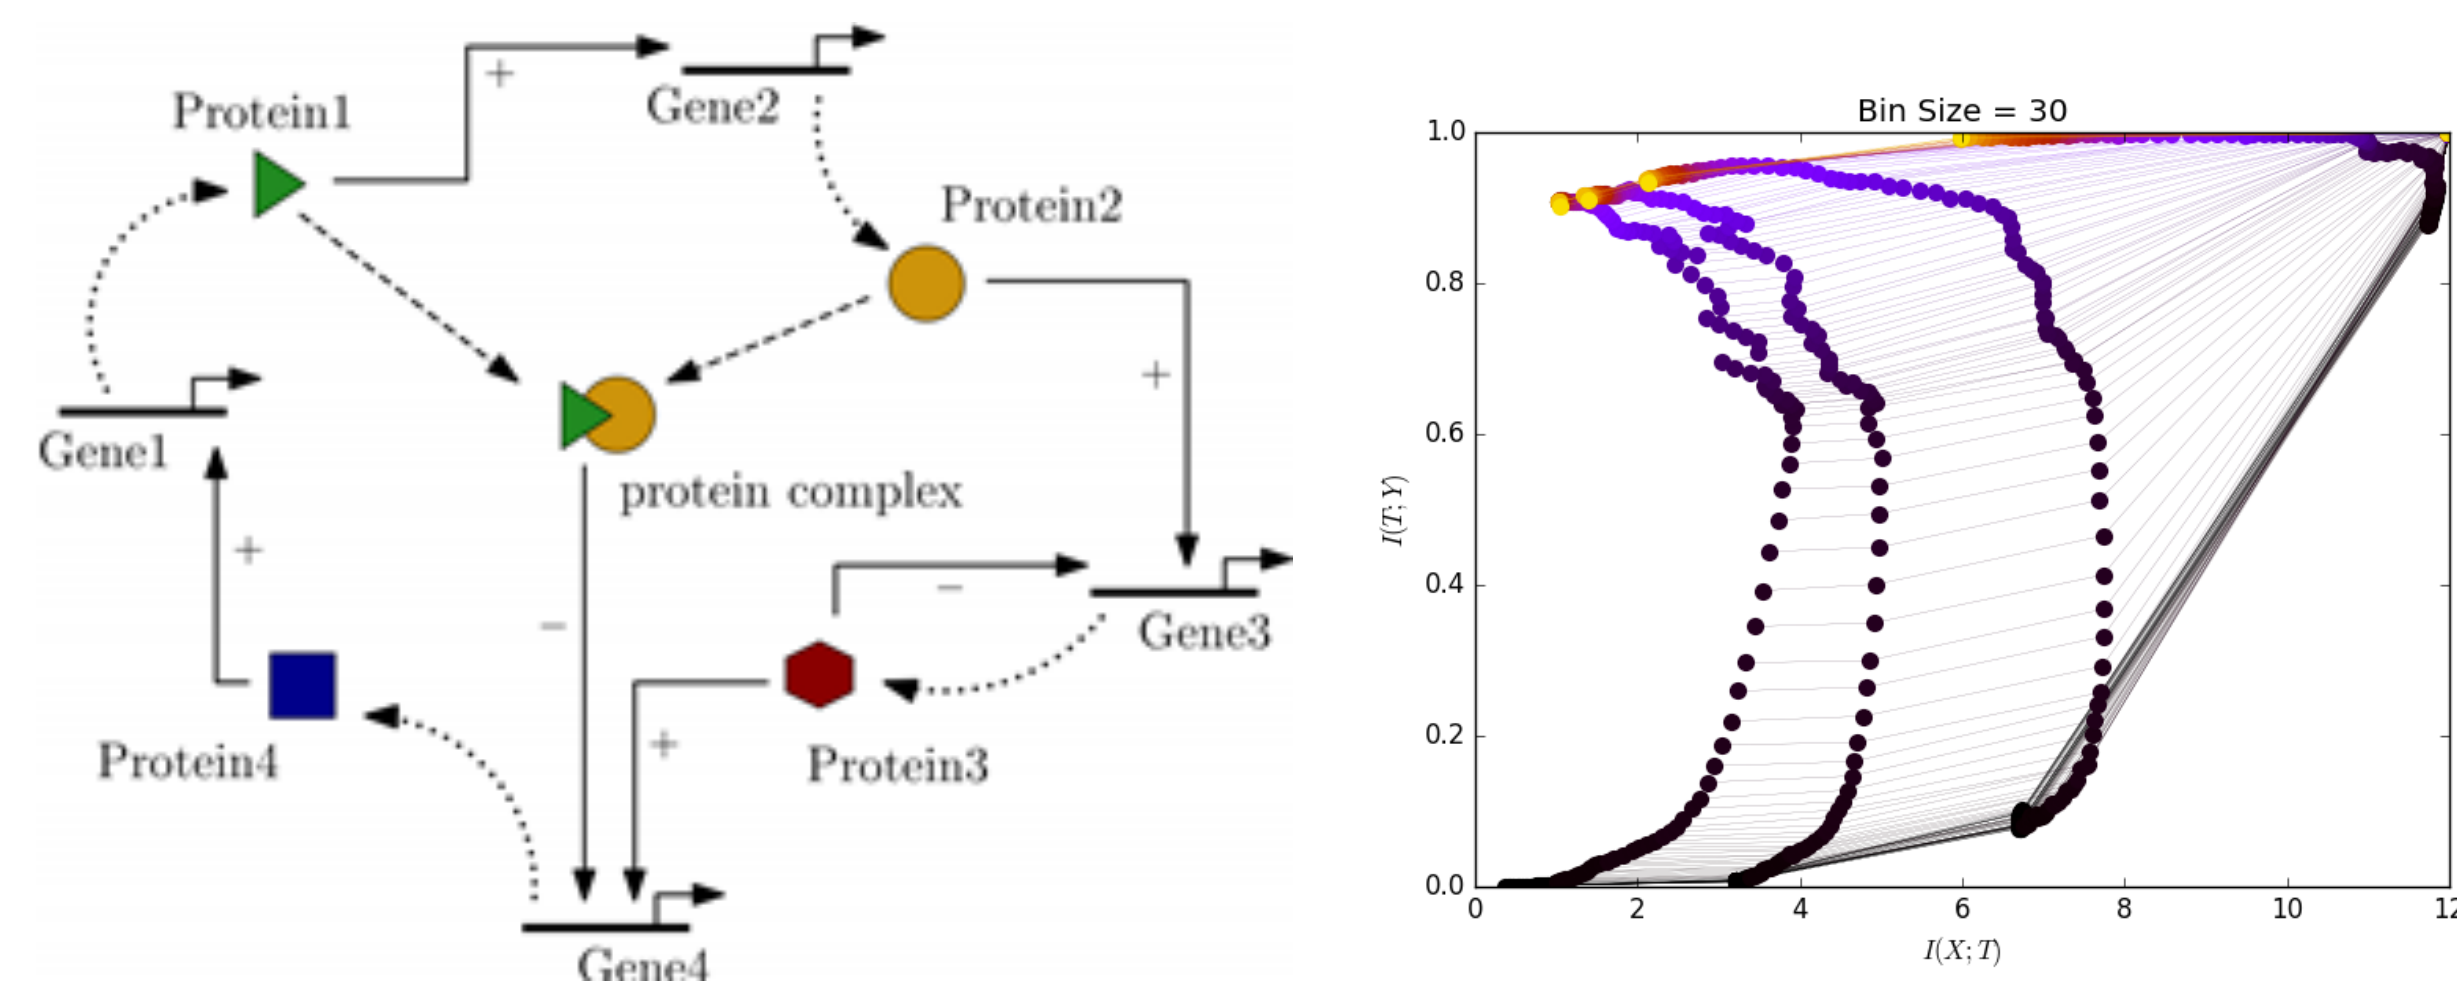 +
Gene2
Protein1
Protein2
+
Gene1
protein complex
+
−
−
Gene3
+
Protein4
Protein3
Gene4
Bin Size = 30
1.0
0.8
0.6
0.4
0.2
0.0
I(T;Y)
0 2 4 6 8 10 12
I(X;T)